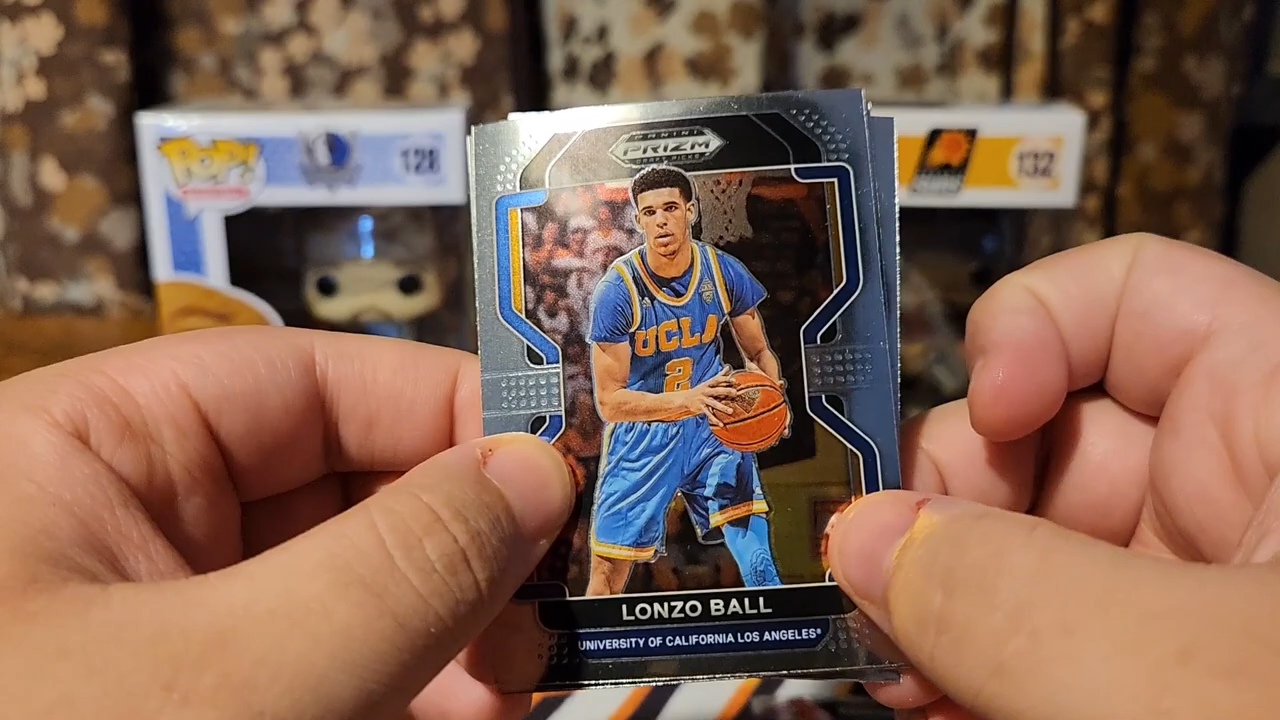 POP!
128
132
PANINI
PRIZM
DRAFT PICKS
UCLA
2
LONZO BALL
UNIVERSITY OF CALIFORNIA LOS ANGELES®